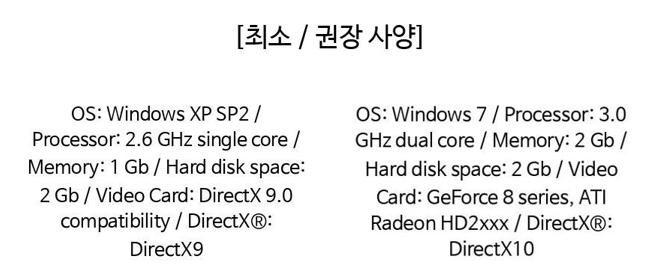 [최소 / 권장 사양]
OS: Windows XP SP2 /
Processor: 2.6 GHz single core /
Memory: 1 Gb / Hard disk space:
2 Gb / Video Card: DirectX 9.0
compatibility / DirectX®:
DirectX9
OS: Windows 7 / Processor: 3.0
GHz dual core / Memory: 2 Gb /
Hard disk space: 2 Gb / Video
Card: GeForce 8 series, ATI
Radeon HD2xxx / DirectX®:
DirectX10